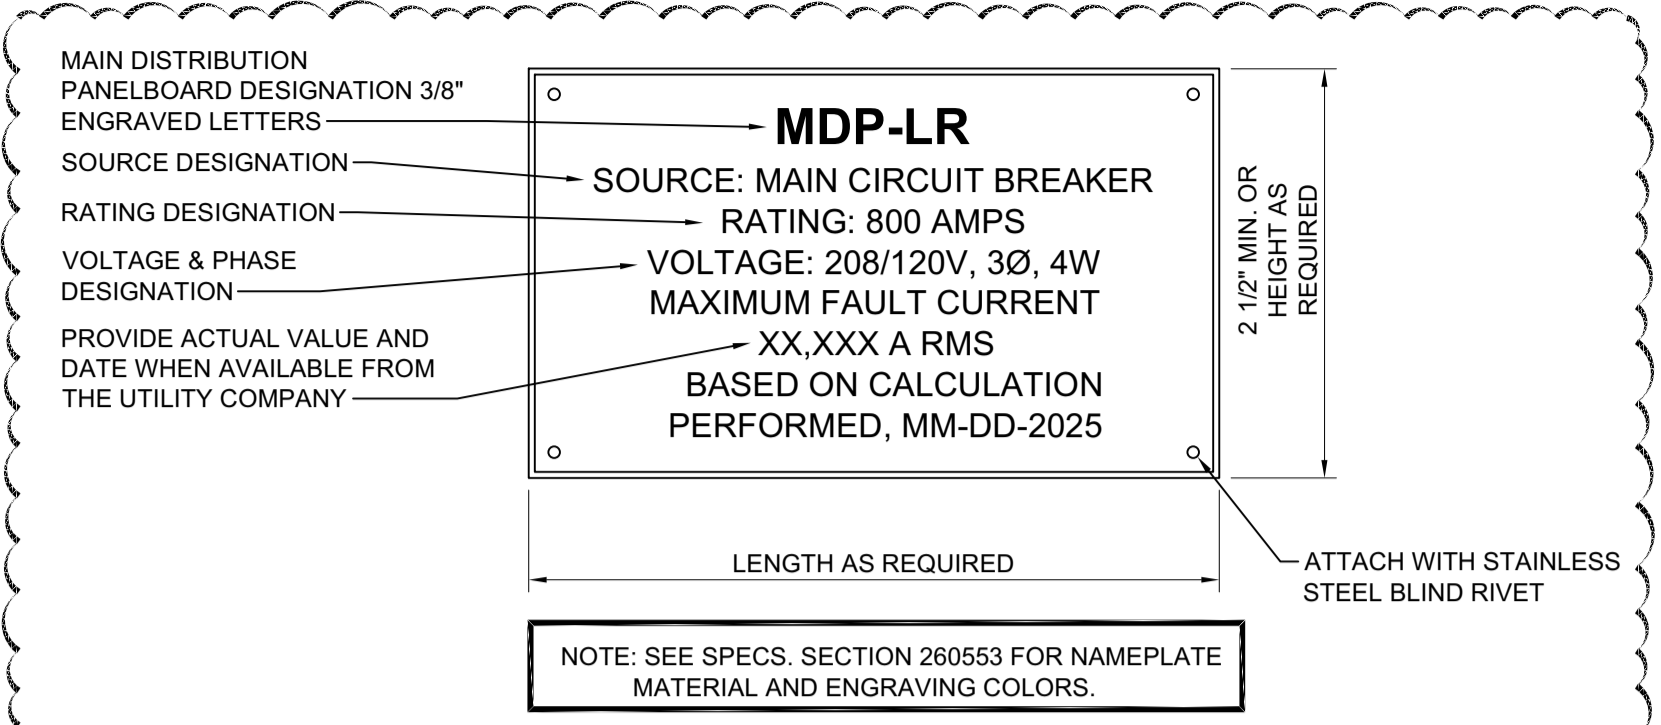 MAIN DISTRIBUTION
PANELBOARD DESIGNATION 3/8"
ENGRAVED LETTERS
SOURCE DESIGNATION
RATING DESIGNATION
VOLTAGE & PHASE
DESIGNATION
PROVIDE ACTUAL VALUE AND
DATE WHEN AVAILABLE FROM
THE UTILITY COMPANY
MDP-LR
SOURCE: MAIN CIRCUIT BREAKER
RATING: 800 AMPS
VOLTAGE: 208/120V, 3Ø, 4W
MAXIMUM FAULT CURRENT
XX,XXX A RMS
BASED ON CALCULATION
PERFORMED, MM-DD-2025
2 1/2" MIN. OR
HEIGHT AS
REQUIRED
LENGTH AS REQUIRED
ATTACH WITH STAINLESS
STEEL BLIND RIVET
NOTE: SEE SPECS. SECTION 260553 FOR NAMEPLATE
MATERIAL AND ENGRAVING COLORS.